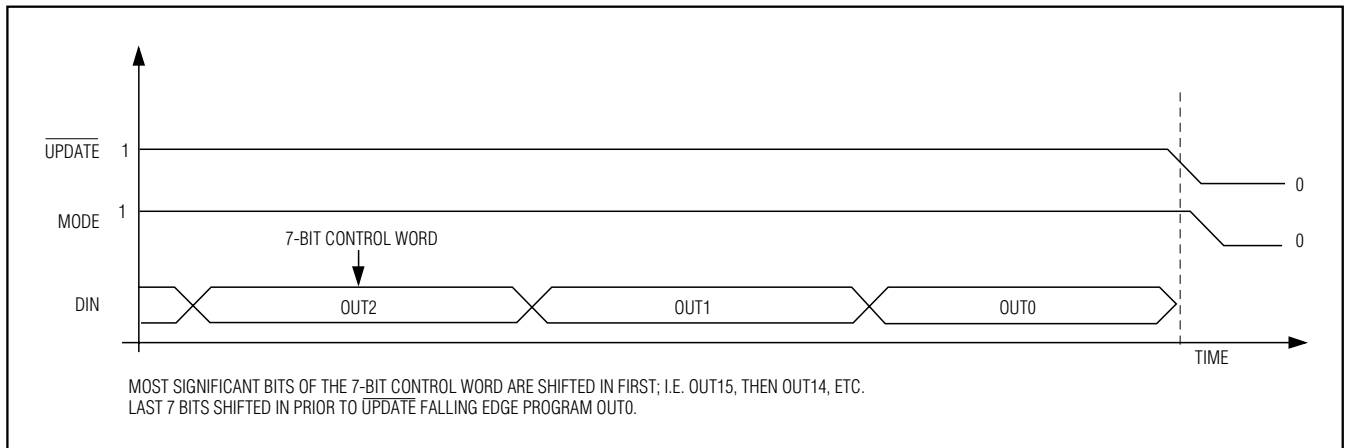 UPDATE 1
0
MODE 1
0
7-BIT CONTROL WORD
DIN OUT2 OUT1 OUT0
TIME
MOST SIGNIFICANT BITS OF THE 7-BIT CONTROL WORD ARE SHIFTED IN FIRST; I.E. OUT15, THEN OUT14, ETC.
LAST 7 BITS SHIFTED IN PRIOR TO UPDATE FALLING EDGE PROGRAM OUT0.